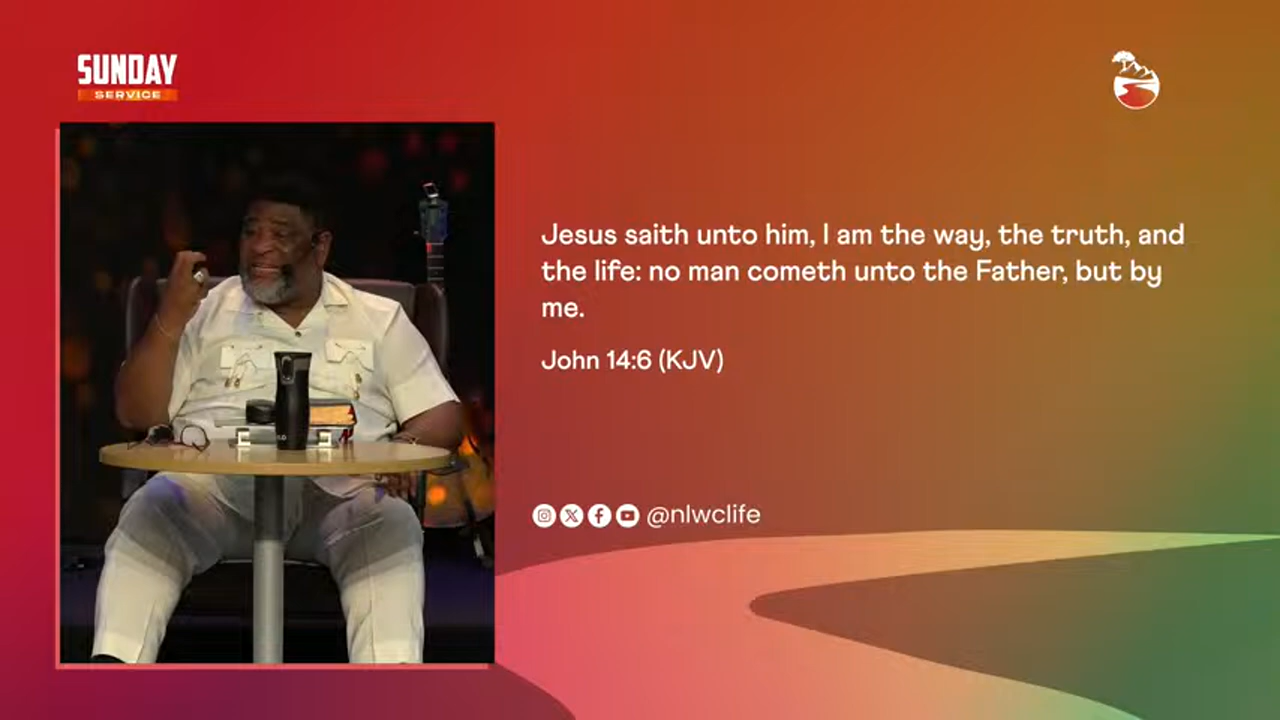 SUNDAY
SERVICE
Jesus saith unto him, I am the way, the truth, and
the life: no man cometh unto the Father, but by
me.
John 14:6 (KJV)
@nlwclife